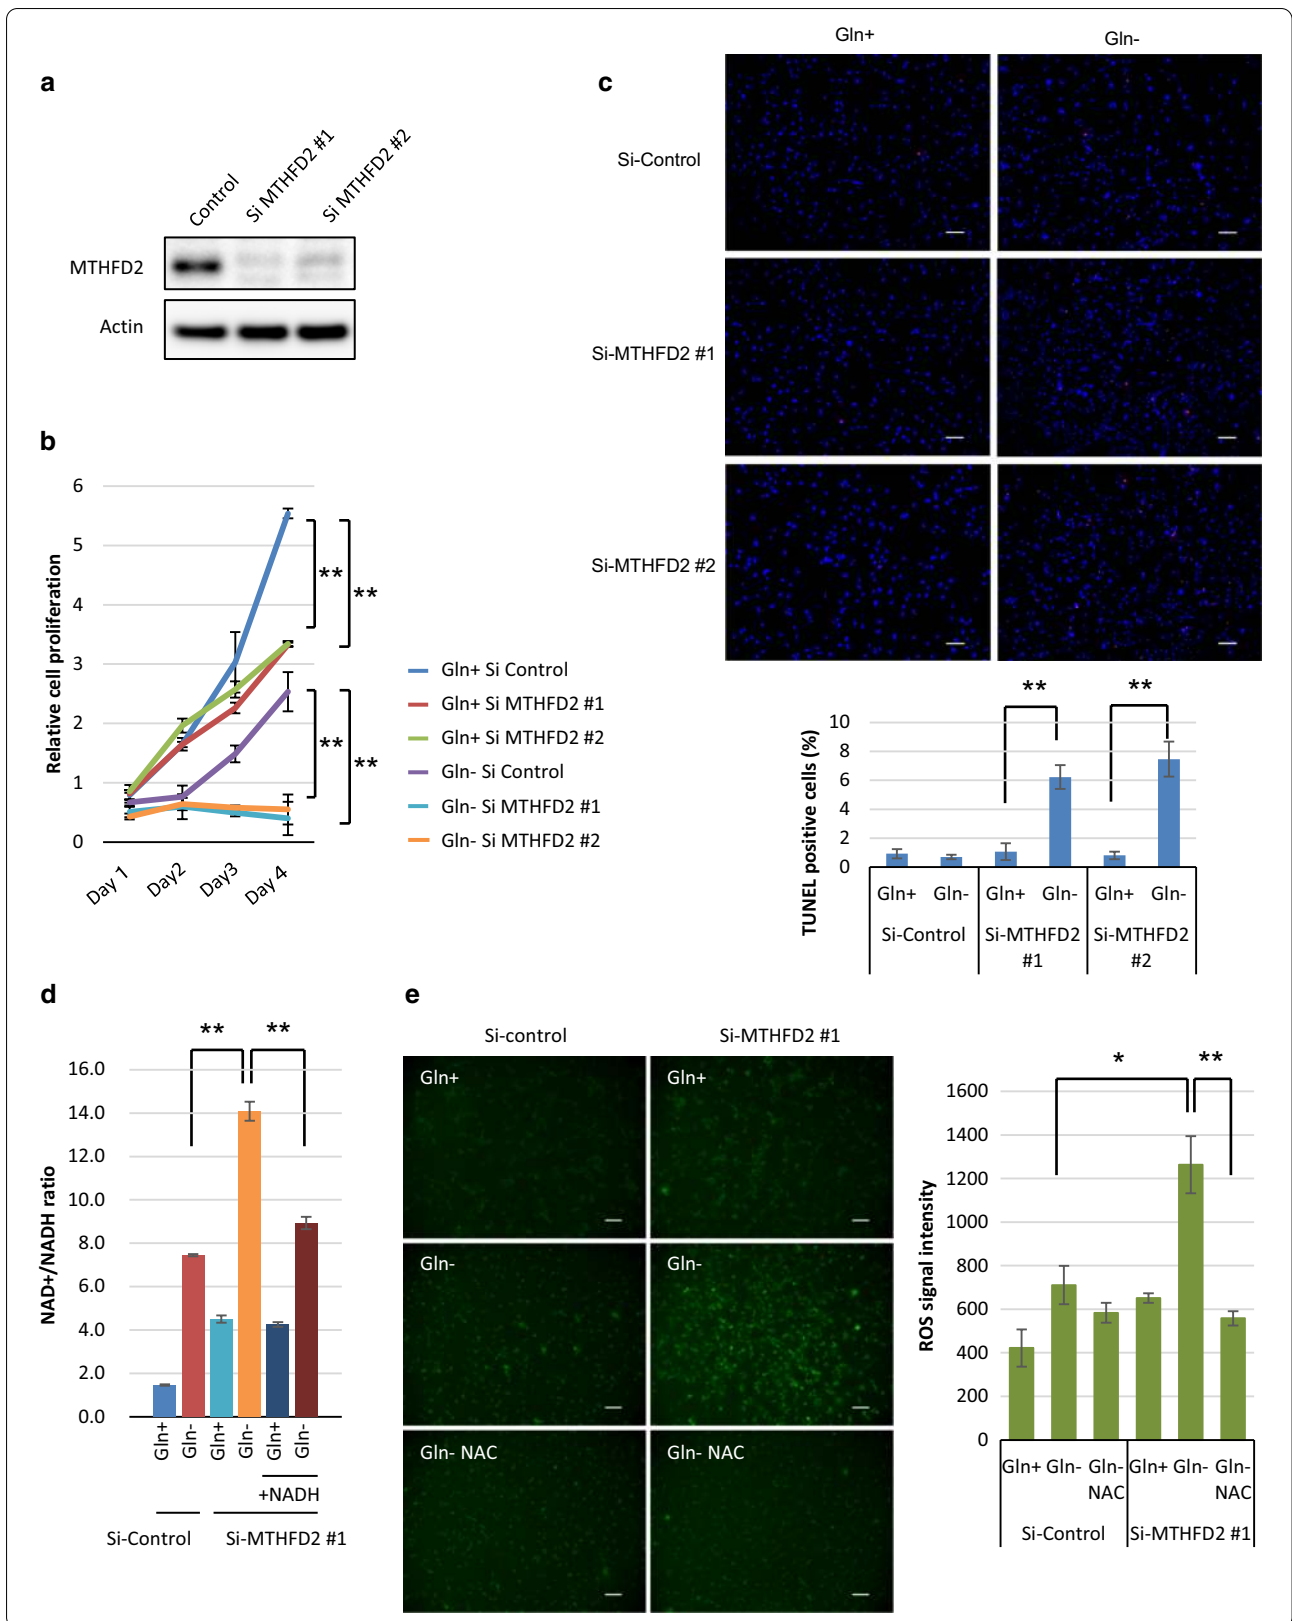 a
Control
Si MTHFD2 #1
Si MTHFD2 #2
MTHFD2
Actin
b
Relative cell proliferation
6
5
4
3
2
1
0
Day 1
Day2
Day3
Day 4
**
**
**
**
Gln+ Si Control
Gln+ Si MTHFD2 #1
Gln+ Si MTHFD2 #2
Gln- Si Control
Gln- Si MTHFD2 #1
Gln- Si MTHFD2 #2
c
Gln+
Gln-
Si-Control
Si-MTHFD2 #1
Si-MTHFD2 #2
TUNEL positive cells (%)
10
8
6
4
2
0
**
**
Gln+ Gln- Gln+ Gln- Gln+ Gln-
Si-Control
Si-MTHFD2 #1
Si-MTHFD2 #2
d
NAD+/NADH ratio
16.0
14.0
12.0
10.0
8.0
6.0
4.0
2.0
0.0
**
**
Gln+
Gln-
Gln+
Gln-
Gln+
Gln-
+NADH
Si-Control
Si-MTHFD2 #1
e
Si-control
Si-MTHFD2 #1
Gln+
Gln+
Gln-
Gln-
Gln- NAC
Gln- NAC
ROS signal intensity
1600
1400
1200
1000
800
600
400
200
0
*
**
Gln+ Gln- Gln- NAC Gln+ Gln- Gln- NAC
Si-Control
Si-MTHFD2 #1